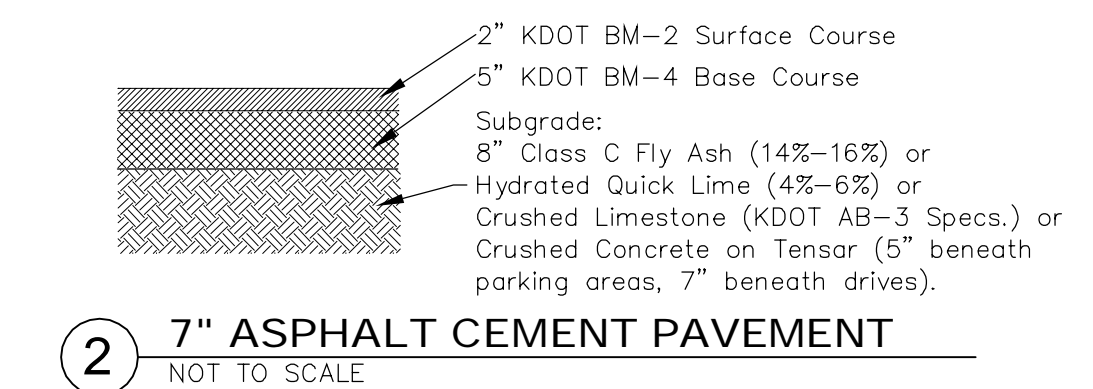 2" KDOT BM-2 Surface Course
5" KDOT BM-4 Base Course
Subgrade:
8" Class C Fly Ash (14%-16%) or
Hydrated Quick Lime (4%-6%) or
Crushed Limestone (KDOT AB-3 Specs.) or
Crushed Concrete on Tensar (5" beneath
parking areas, 7" beneath drives).
2
7" ASPHALT CEMENT PAVEMENT
NOT TO SCALE